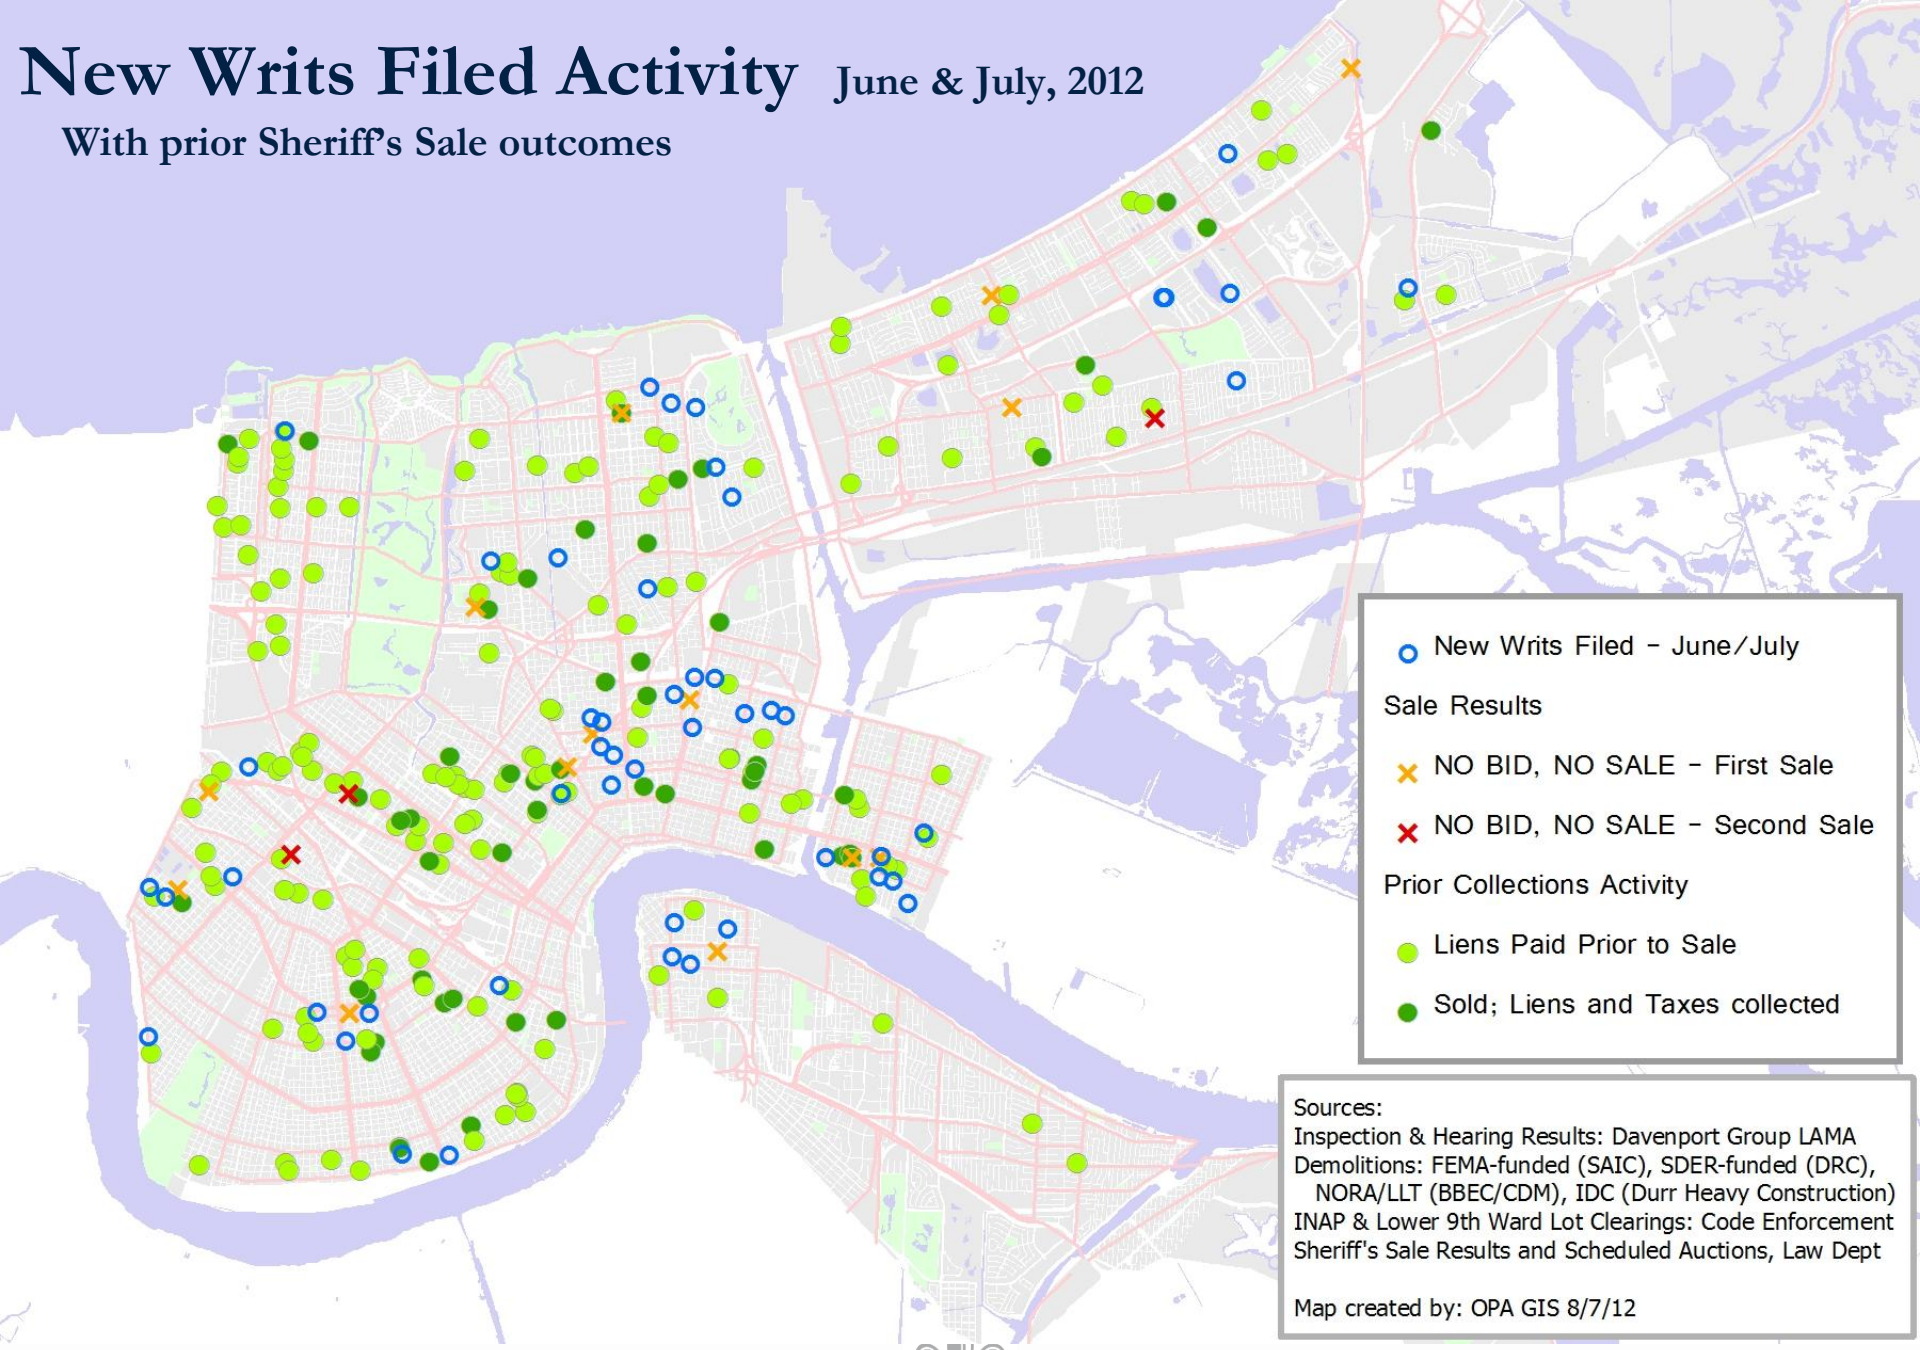 New Writs Filed Activity June & July, 2012
With prior Sheriff's Sale outcomes
New Writs Filed - June/July
Sale Results
NO BID, NO SALE - First Sale
NO BID, NO SALE - Second Sale
Prior Collections Activity
Liens Paid Prior to Sale
Sold; Liens and Taxes collected
Sources:
Inspection & Hearing Results: Davenport Group LAMA
Demolitions: FEMA-funded (SAIC), SDER-funded (DRC),
NORA/LLT (BBEC/CDM), IDC (Durr Heavy Construction)
INAP & Lower 9th Ward Lot Clearings: Code Enforcement
Sheriff's Sale Results and Scheduled Auctions, Law Dept
Map created by: OPA GIS 8/7/12